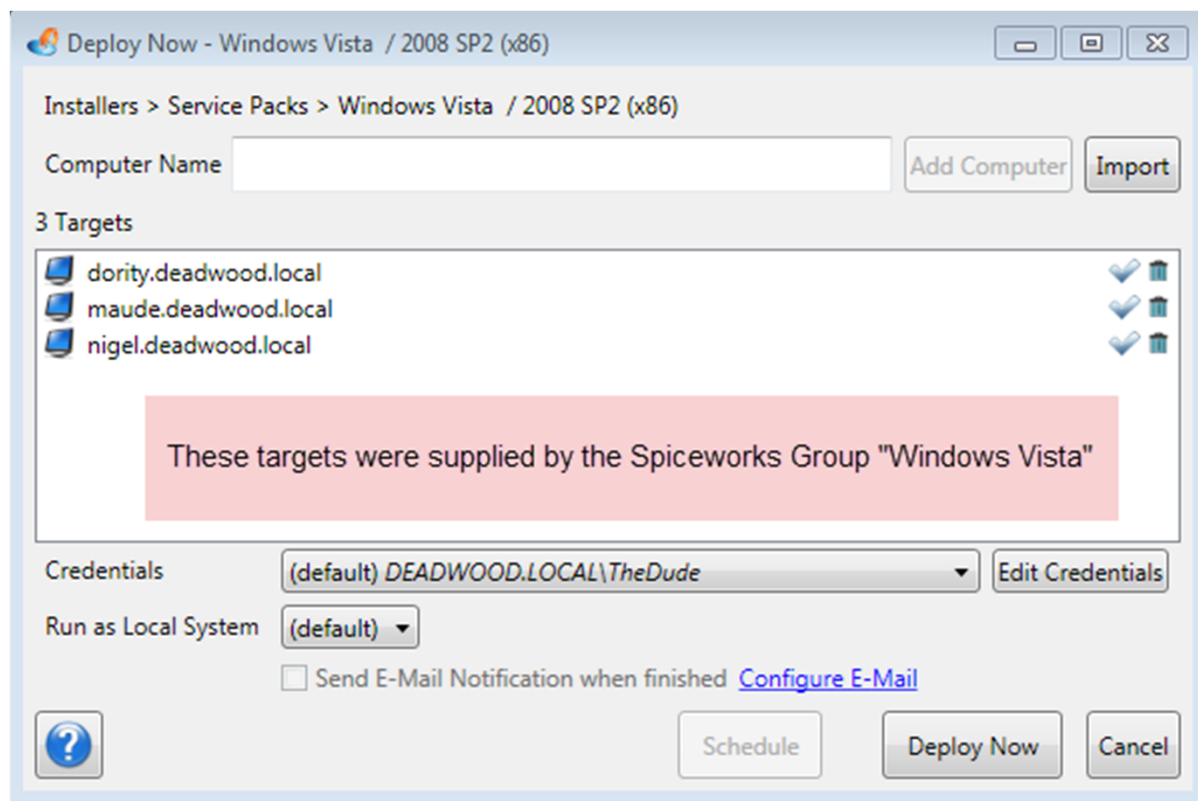 Deploy Now - Windows Vista / 2008 SP2 (x86)
Installers > Service Packs > Windows Vista / 2008 SP2 (x86)
Computer Name Add Computer Import
3 Targets
dority.deadwood.local
maude.deadwood.local
nigel.deadwood.local
These targets were supplied by the Spiceworks Group "Windows Vista"
Credentials (default) DEADWOOD.LOCAL\TheDude Edit Credentials
Run as Local System (default)
Send E-Mail Notification when finished Configure E-Mail
? Schedule Deploy Now Cancel